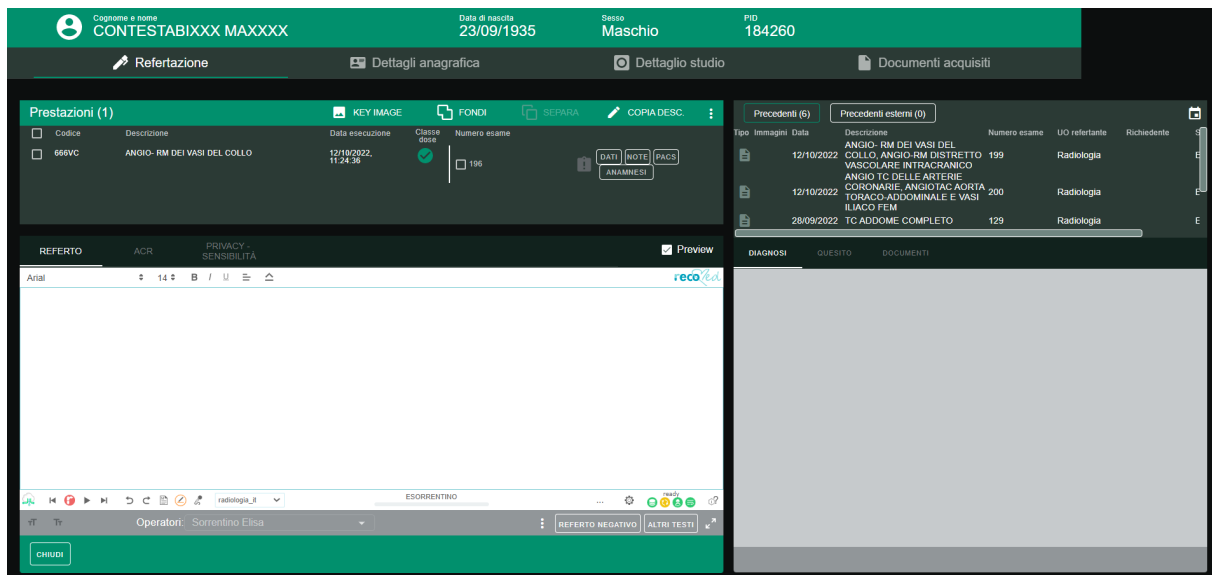 Cognome e nome
CONTESTABIXXX MAXXXX
Data di nascita
23/09/1935
Sesso
Maschio
PID
184260
Refertazione
Dettagli anagrafica
Dettaglio studio
Documenti acquisiti
Prestazioni (1)
KEY IMAGE
FONDI
SEPARA
COPIA DESC.
Codice
Descrizione
Data esecuzione
Classe
dose
Numero esame
666VC
ANGIO- RM DEI VASI DEL COLLO
12/10/2022,
11:24:36
196
DATI
NOTE
PACS
ANAMNESI
Precedenti (6)
Precedenti esterni (0)
Tipo Immagini Data
Descrizione
Numero esame
UO refertante
Richiedente
S
12/10/2022
ANGIO- RM DEI VASI DEL
COLLO, ANGIO-RM DISTRETTO
VASCOLARE INTRACRANICO
199
Radiologia
E
12/10/2022
ANGIO TC DELLE ARTERIE
CORONARIE, ANGIOTAC AORTA
TORACO-ADDOMINALE E VASI
ILIACO FEM
200
Radiologia
E
28/09/2022
TC ADDOME COMPLETO
129
Radiologia
E
REFERTO
ACR
PRIVACY -
SENSIBILITÀ
Preview
Arial
14
B I U
recoMed
radiologia_it
ESORRENTINO
...
ready
Tt Tт
Operatori: Sorrentino Elisa
REFERTO NEGATIVO
ALTRI TESTI
CHIUDI
DIAGNOSI
QUESITO
DOCUMENTI